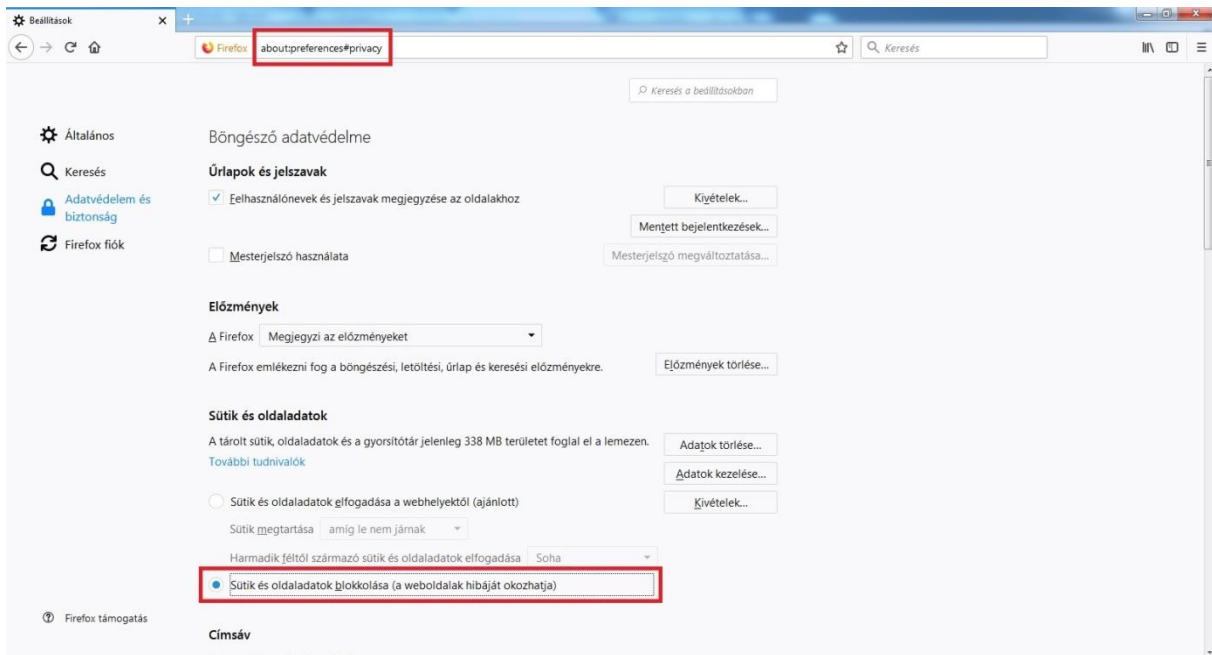 Beállítások
Firefox about:preferences#privacy
Keresés
Keresés a beállításokban
Általános
Keresés
Adatvédelem és
biztonság
Firefox fiók
Firefox támogatás
Böngésző adatvédelme
Űrlapok és jelszavak
Felhasználónevek és jelszavak megjegyzése az oldalakhoz
Kivételek...
Mentett bejelentkezések...
Mesterjelszó használata
Mesterjelszó megváltoztatása...
Előzmények
A Firefox Megjegyzi az előzményeket
A Firefox emlékezni fog a böngészési, letöltési, űrlap és keresési előzményekre.
Előzmények törlése...
Sütik és oldaladatok
A tárolt sütik, oldaladatok és a gyorsítótár jelenleg 338 MB területet foglal el a lemezen.
Adatok törlése...
További tudnivalók
Adatok kezelése...
Sütik és oldaladatok elfogadása a webhelyektől (ajánlott)
Kivételek...
Sütik megtartása amíg le nem járnak
Harmadik féltől származó sütik és oldaladatok elfogadása Soha
Sütik és oldaladatok blokkolása (a weboldalak hibáját okozhatja)
Címsáv